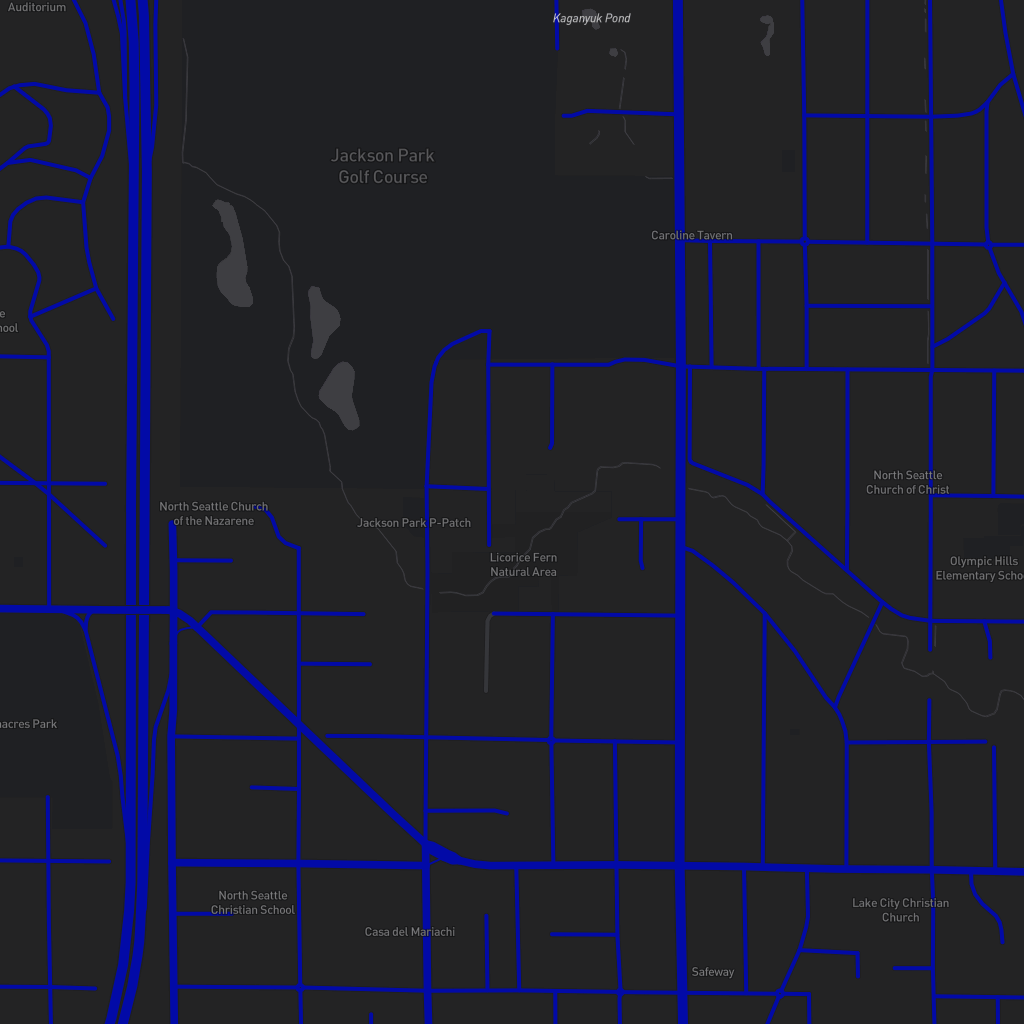 Auditorium
Kaganyuk Pond
Jackson Park
Golf Course
Caroline Tavern
North Seattle
Church of Christ
North Seattle Church
of the Nazarene
Jackson Park P-Patch
Licorice Fern
Natural Area
Olympic Hills
Elementary Schoo
nacres Park
North Seattle
Christian School
Lake City Christian
Church
Casa del Mariachi
Safeway